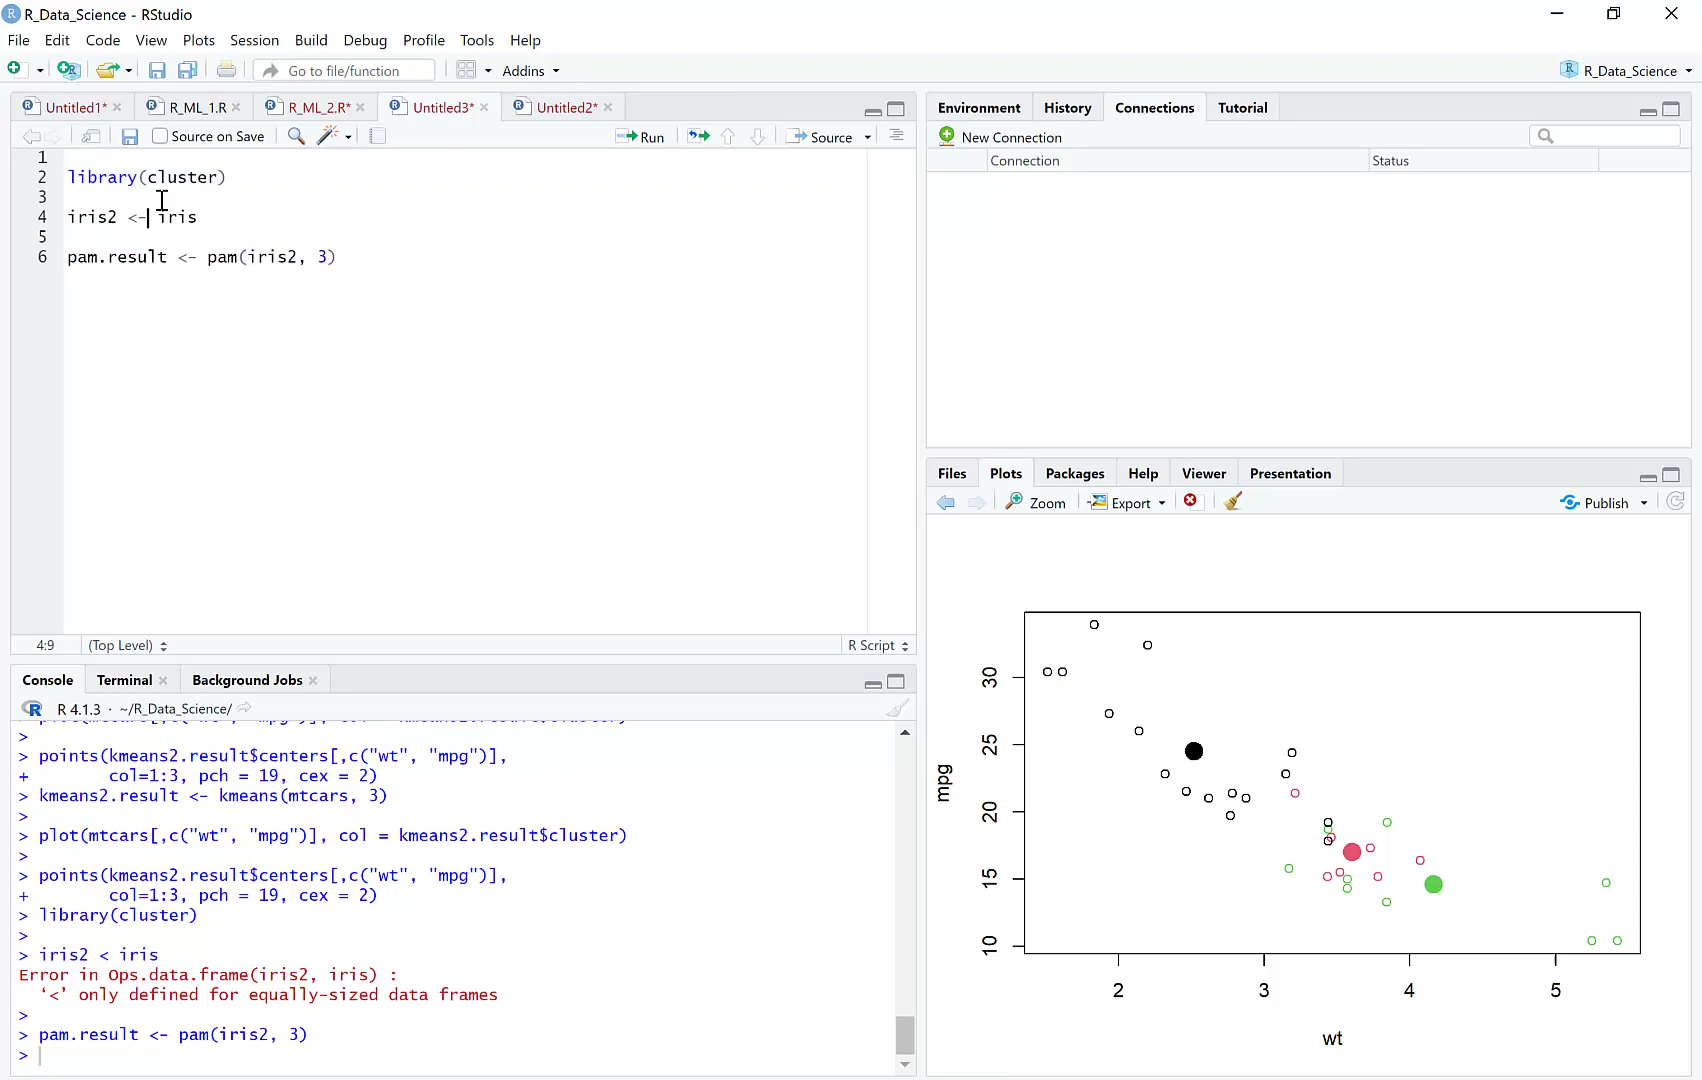 R_Data_Science - RStudio
File Edit Code View Plots Session Build Debug Profile Tools Help
Go to file/function Addins R_Data_Science
Untitled1* R_ML_1.R R_ML_2.R* Untitled3* Untitled2*
Source on Save Run Source
1
2 library(cluster)
3
4 iris2 <- iris
5
6 pam.result <- pam(iris2, 3)
4:9 (Top Level) R Script
Console Terminal Background Jobs
R 4.1.3 · ~/R_Data_Science/
>
> points(kmeans2.result$centers[,c("wt", "mpg")],
+ col=1:3, pch = 19, cex = 2)
> kmeans2.result <- kmeans(mtcars, 3)
>
> plot(mtcars[,c("wt", "mpg")], col = kmeans2.result$cluster)
>
> points(kmeans2.result$centers[,c("wt", "mpg")],
+ col=1:3, pch = 19, cex = 2)
> library(cluster)
>
> iris2 < iris
Error in Ops.data.frame(iris2, iris) :
‘<’ only defined for equally-sized data frames
>
> pam.result <- pam(iris2, 3)
>
Environment History Connections Tutorial
New Connection
Connection Status
Files Plots Packages Help Viewer Presentation
Zoom Export Publish
mpg
30
25
20
15
10
2 3 4 5
wt